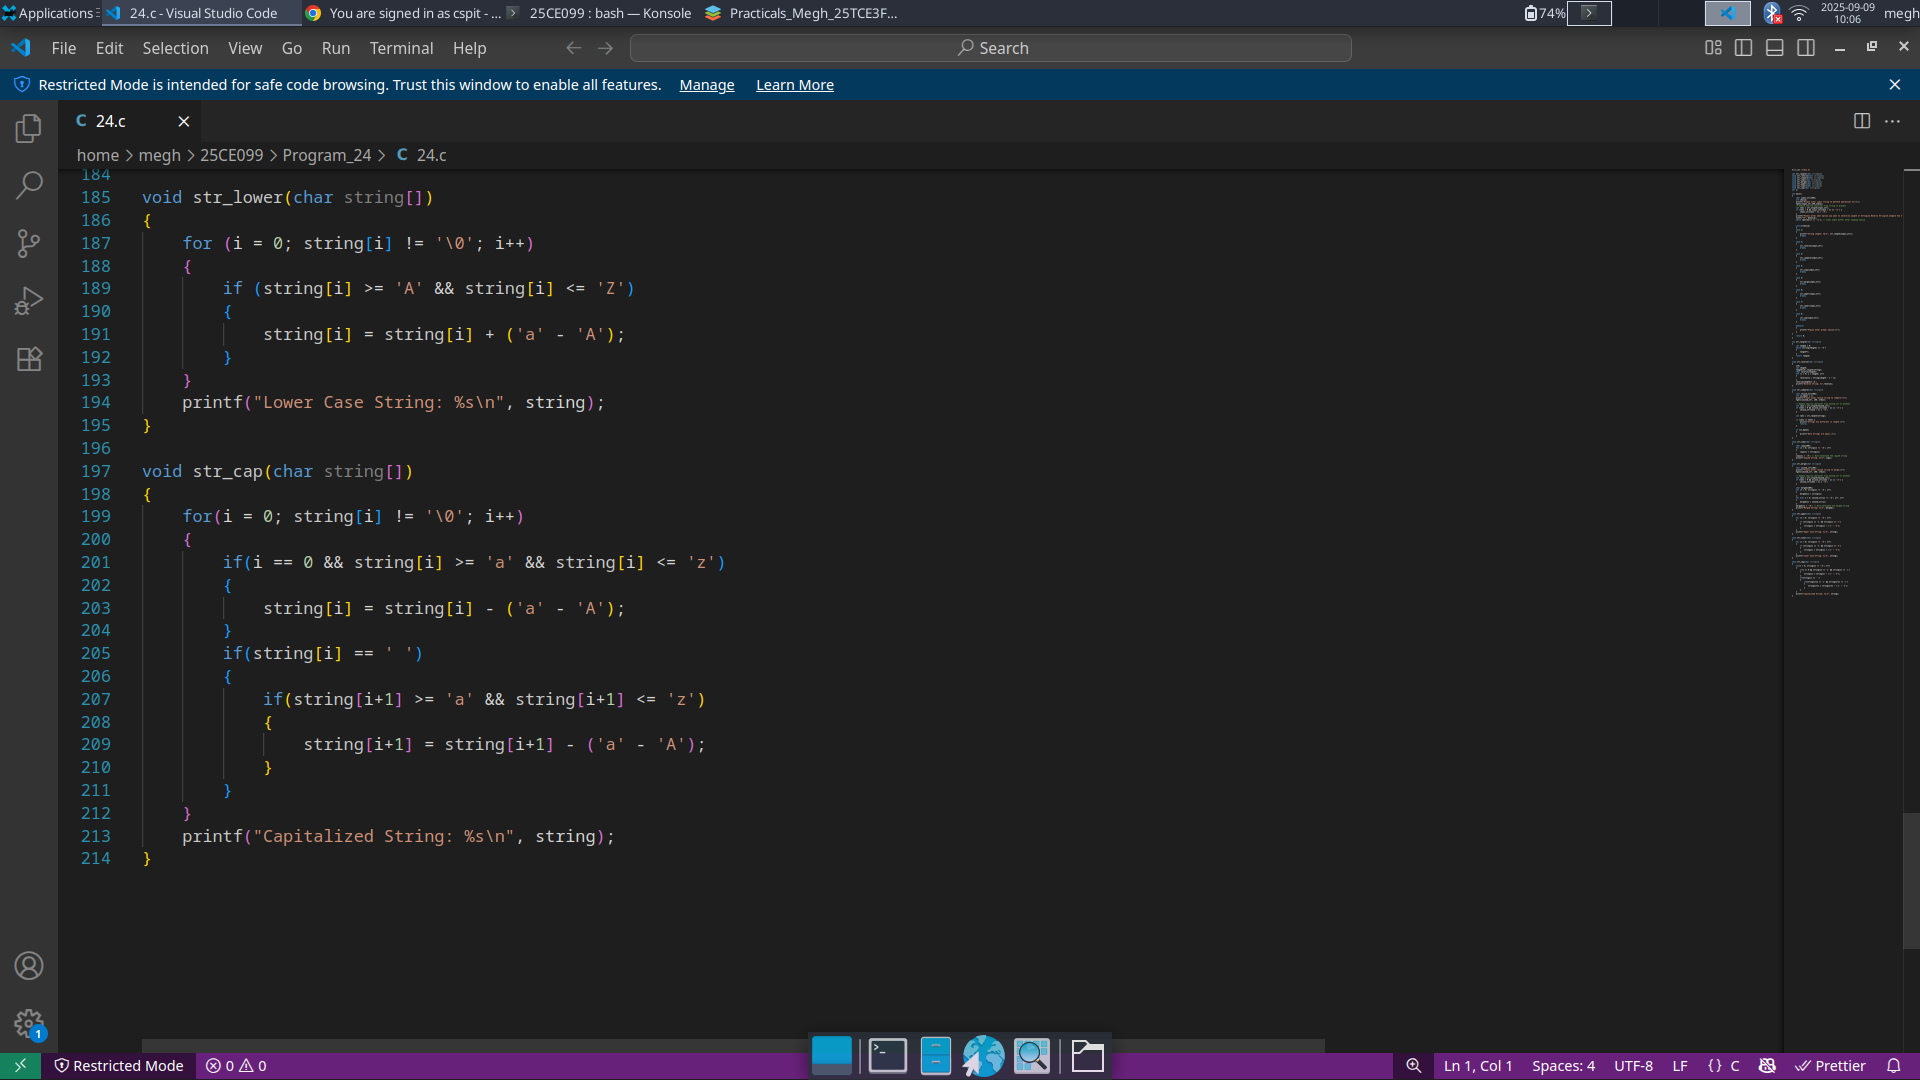 Applications
24.c - Visual Studio Code
You are signed in as cspit - ...
25CE099 : bash — Konsole
Practicals_Megh_25TCE3F...
74%
2025-09-09
10:06
megh
File Edit Selection View Go Run Terminal Help
Search
Restricted Mode is intended for safe code browsing. Trust this window to enable all features. Manage Learn More
C 24.c
home > megh > 25CE099 > Program_24 > C 24.c
184
185 void str_lower(char string[])
186 {
187     for (i = 0; string[i] != '\0'; i++)
188     {
189         if (string[i] >= 'A' && string[i] <= 'Z')
190         {
191             string[i] = string[i] + ('a' - 'A');
192         }
193     }
194     printf("Lower Case String: %s\n", string);
195 }
196
197 void str_cap(char string[])
198 {
199     for(i = 0; string[i] != '\0'; i++)
200     {
201         if(i == 0 && string[i] >= 'a' && string[i] <= 'z')
202         {
203             string[i] = string[i] - ('a' - 'A');
204         }
205         if(string[i] == ' ')
206         {
207             if(string[i+1] >= 'a' && string[i+1] <= 'z')
208             {
209                 string[i+1] = string[i+1] - ('a' - 'A');
210             }
211         }
212     }
213     printf("Capitalized String: %s\n", string);
214 }
1
Restricted Mode 0 0
Ln 1, Col 1 Spaces: 4 UTF-8 LF {} C Prettier